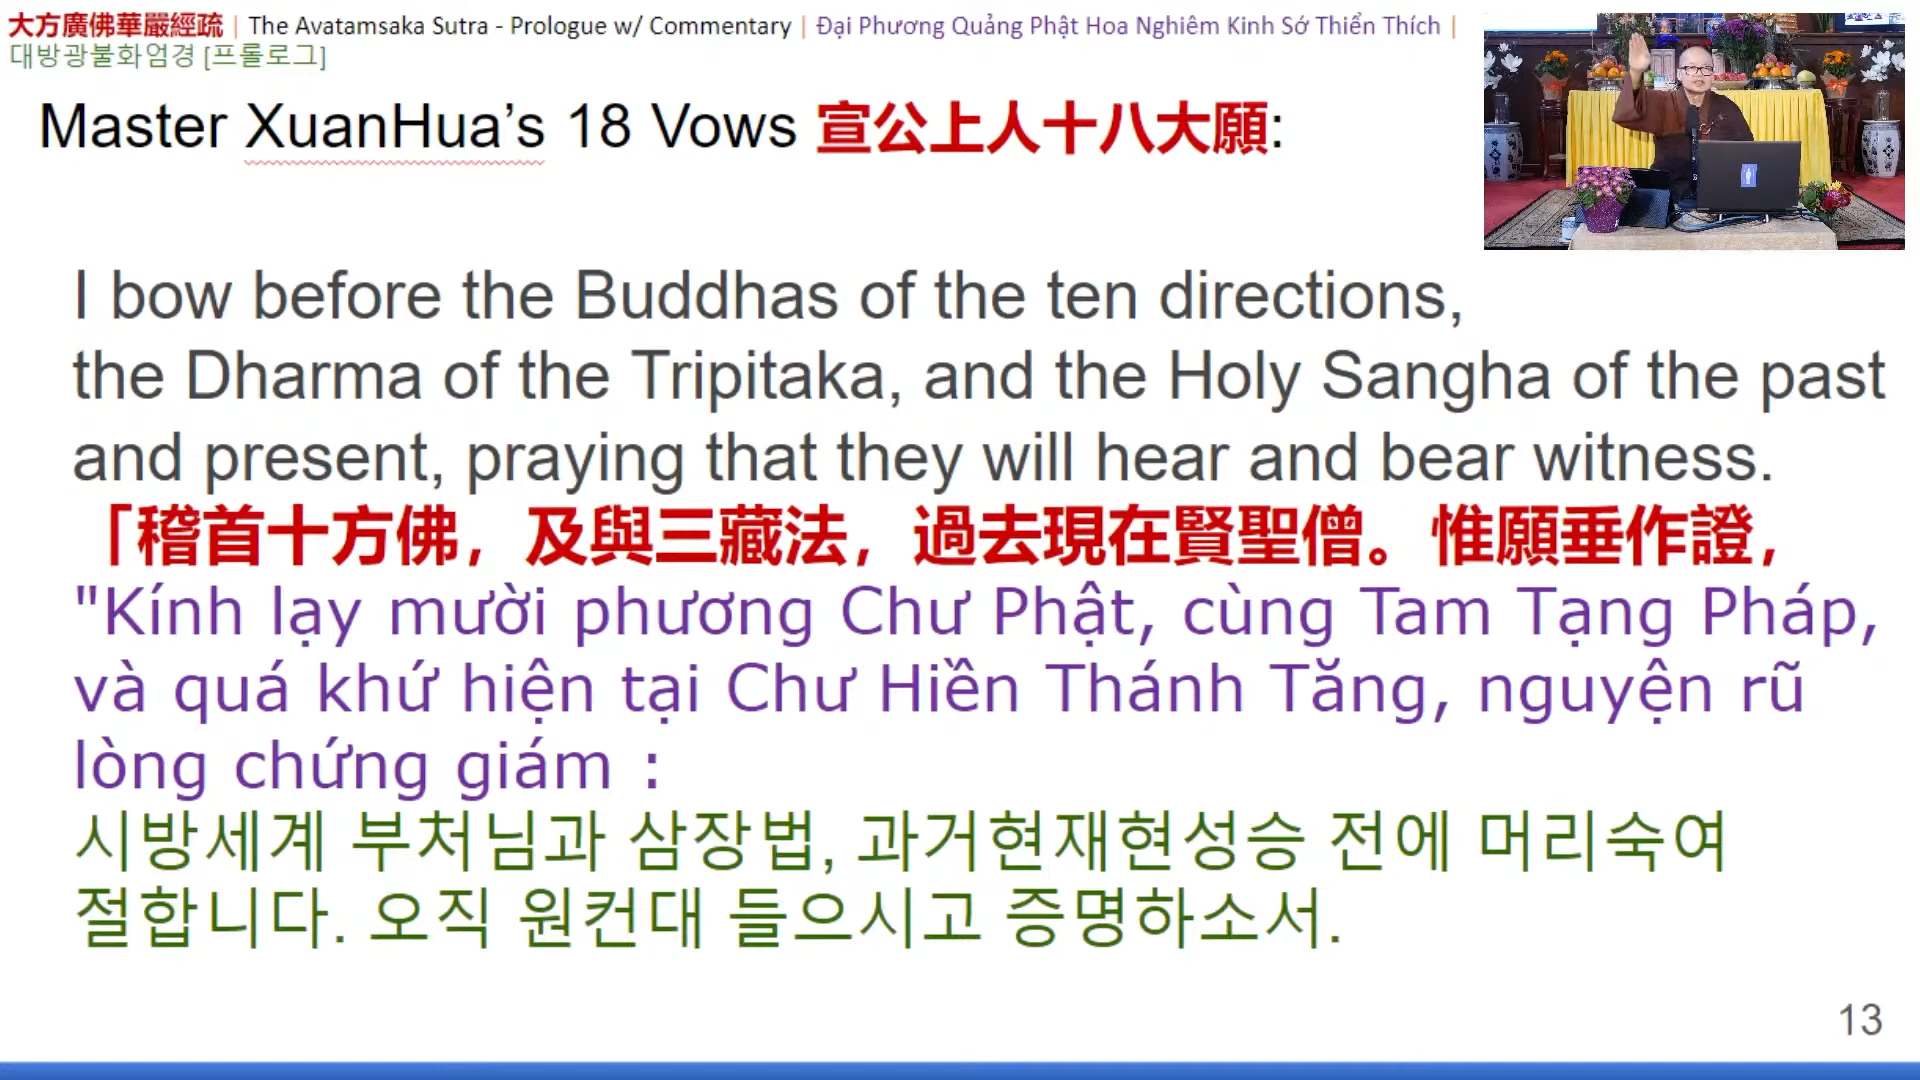 大方廣佛華嚴經疏 | The Avatamsaka Sutra - Prologue w/ Commentary | Đại Phương Quảng Phật Hoa Nghiêm Kinh Sớ Thiển Thích |
대방광불화엄경 [프롤로그]
Master XuanHua’s 18 Vows 宣公上人十八大願:
I bow before the Buddhas of the ten directions,
the Dharma of the Tripitaka, and the Holy Sangha of the past
and present, praying that they will hear and bear witness.
「稽首十方佛，及與三藏法，過去現在賢聖僧。惟願垂作證，
"Kính lạy mười phương Chư Phật, cùng Tam Tạng Pháp,
và quá khứ hiện tại Chư Hiền Thánh Tăng, nguyện rũ
lòng chứng giám :
시방세계 부처님과 삼장법, 과거현재현성승 전에 머리숙여
절합니다. 오직 원컨대 들으시고 증명하소서.
13